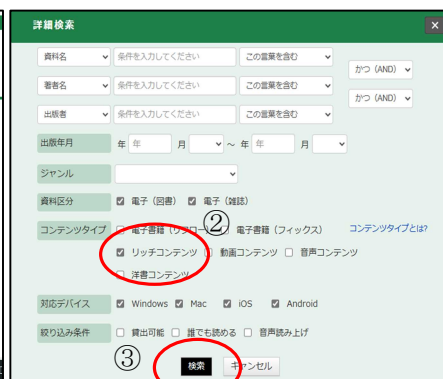 詳細検索 ×
資料名 条件を入力してください この言葉を含む かつ (AND)
著者名 条件を入力してください この言葉を含む かつ (AND)
出版者 条件を入力してください この言葉を含む
出版年月 年 年 月 ～ 年 年 月
ジャンル
資料区分 電子（図書） 電子（雑誌）
②
コンテンツタイプ 電子書籍（リフロー） 電子書籍（フィックス） コンテンツタイプとは?
リッチコンテンツ 動画コンテンツ 音声コンテンツ
洋書コンテンツ
対応デバイス Windows Mac iOS Android
絞り込み条件 貸出可能 誰でも読める 音声読み上げ
③
検索 キャンセル